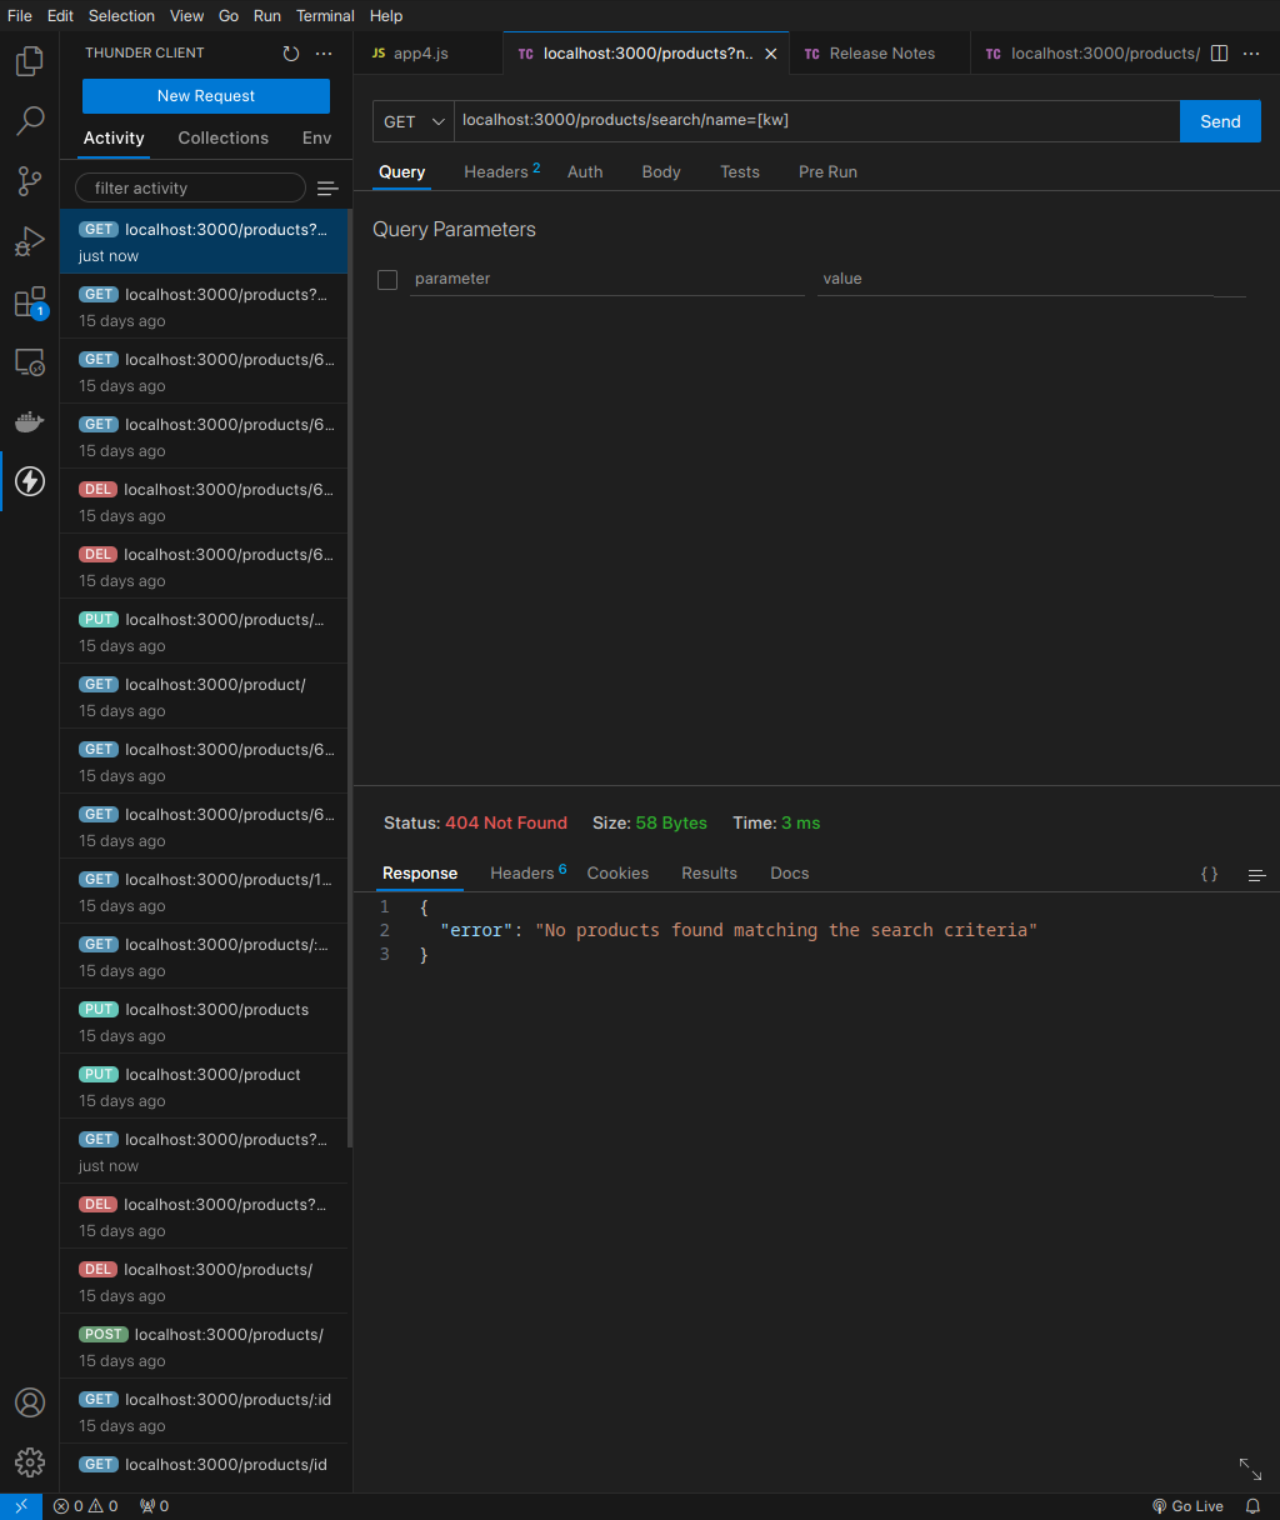 File Edit Selection View Go Run Terminal Help
THUNDER CLIENT
New Request
Activity Collections Env
filter activity
GET localhost:3000/products?...
just now
GET localhost:3000/products?...
15 days ago
GET localhost:3000/products/6...
15 days ago
GET localhost:3000/products/6...
15 days ago
DEL localhost:3000/products/6...
15 days ago
DEL localhost:3000/products/6...
15 days ago
PUT localhost:3000/products/...
15 days ago
GET localhost:3000/product/
15 days ago
GET localhost:3000/products/6...
15 days ago
GET localhost:3000/products/6...
15 days ago
GET localhost:3000/products/1...
15 days ago
GET localhost:3000/products/:...
15 days ago
PUT localhost:3000/products
15 days ago
PUT localhost:3000/product
15 days ago
GET localhost:3000/products?...
just now
DEL localhost:3000/products?...
15 days ago
DEL localhost:3000/products/
15 days ago
POST localhost:3000/products/
15 days ago
GET localhost:3000/products/:id
15 days ago
GET localhost:3000/products/id
1
JS app4.js TC localhost:3000/products?n.. TC Release Notes TC localhost:3000/products/
GET localhost:3000/products/search/name=[kw] Send
Query Headers 2 Auth Body Tests Pre Run
Query Parameters
parameter value
Status: 404 Not Found Size: 58 Bytes Time: 3 ms
Response Headers 6 Cookies Results Docs { }
1 {
2 "error": "No products found matching the search criteria"
3 }
0 0 0 Go Live